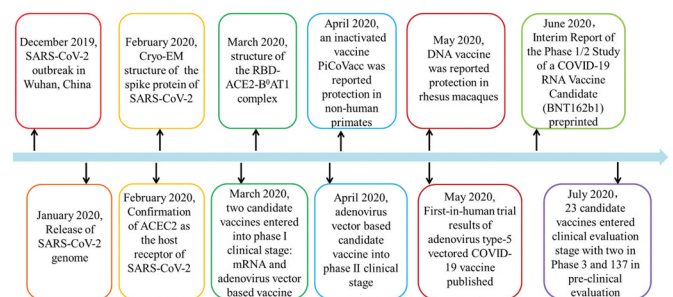 December 2019,
SARS-CoV-2
outbreak in
Wuhan, China
February 2020,
Cryo-EM
structure of the
spike protein of
SARS-CoV-2
March 2020,
structure of the
RBD-
ACE2-B⁰AT1
complex
April 2020,
an inactivated
vaccine
PiCoVacc was
reported
protection in
non-human
primates
May 2020,
DNA vaccine
was reported
protection in
rhesus macaques
June 2020，
Interim Report of
the Phase 1/2 Study
of a COVID-19
RNA Vaccine
Candidate
(BNT162b1)
preprinted
January 2020,
Release of
SARS-CoV-2
genome
February 2020,
Confirmation of
ACEC2 as the
host receptor
of SARS-CoV-2
March 2020,
two candidate
vaccines entered
into phase I
clinical stage:
mRNA and
adenovirus vector
based vaccine
April 2020,
adenovirus
vector based
candidate
vaccine into
phase II clinical
stage
May 2020,
First-in-human trial
results of
adenovirus type-5
vectored COVID-
19 vaccine
published
July 2020,
23 candidate
vaccines entered
clinical evaluation
stage with two in
Phase 3 and 137 in
pre-clinical
evaluation